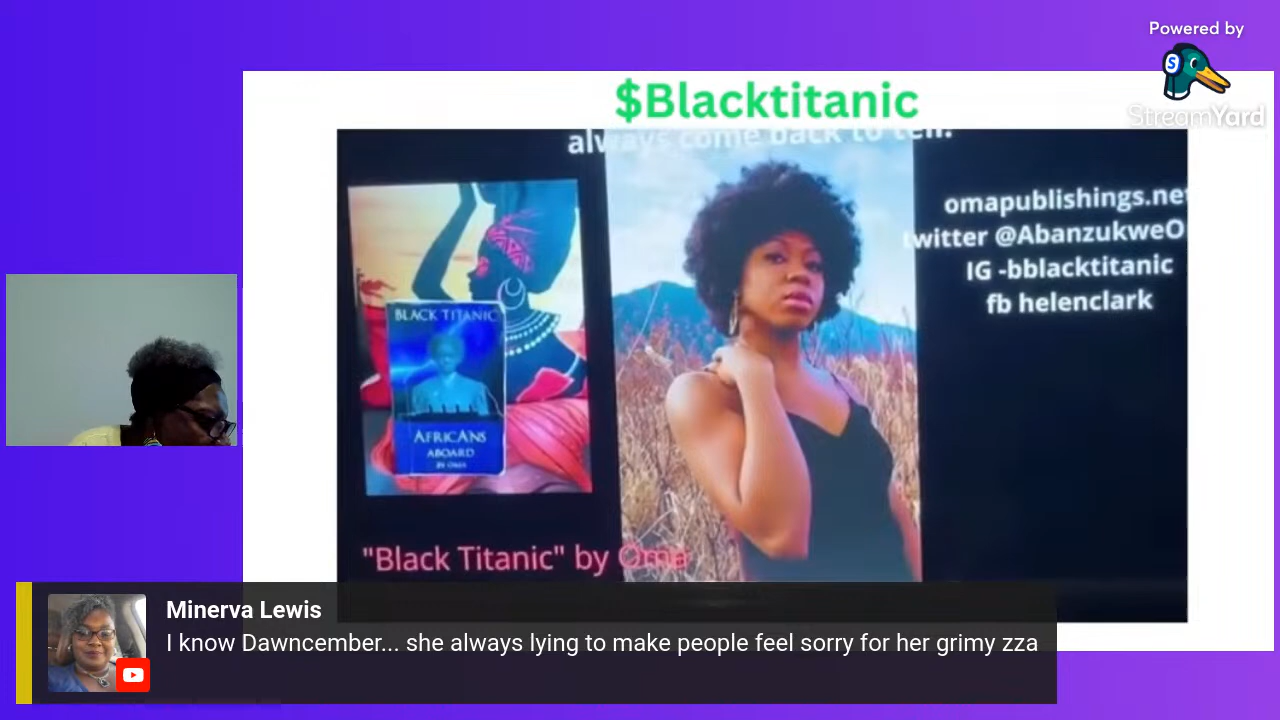 Powered by
StreamYard
$Blacktitanic
always come back to tell.
omapublishings.net
twitter @AbanzukweO
IG -bblacktitanic
fb helenclark
BLACK TITANIC
AFRICANS
ABOARD
BY OMA
"Black Titanic" by Oma
Minerva Lewis
I know Dawncember... she always lying to make people feel sorry for her grimy zza